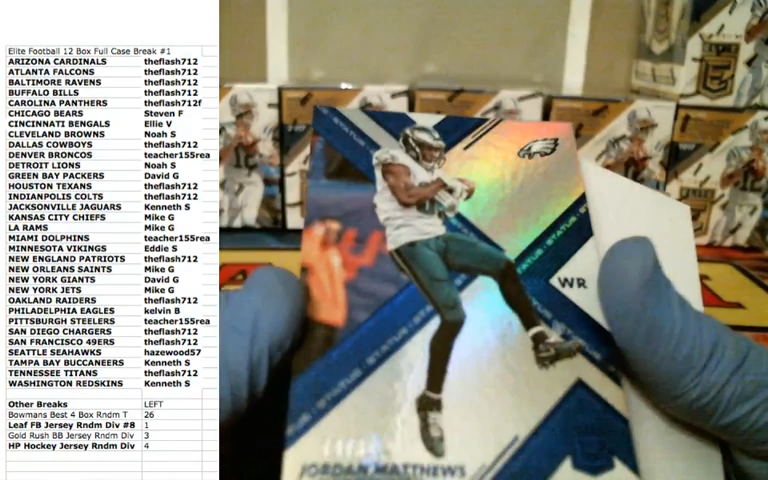 Elite Football 12 Box Full Case Break #1
ARIZONA CARDINALS theflash712
ATLANTA FALCONS theflash712
BALTIMORE RAVENS theflash712
BUFFALO BILLS theflash712
CAROLINA PANTHERS theflash712f
CHICAGO BEARS Steven F
CINCINNATI BENGALS Ellie V
CLEVELAND BROWNS Noah S
DALLAS COWBOYS theflash712
DENVER BRONCOS teacher155rea
DETROIT LIONS Noah S
GREEN BAY PACKERS David G
HOUSTON TEXANS theflash712
INDIANPOLIS COLTS theflash712
JACKSONVILLE JAGUARS Kenneth S
KANSAS CITY CHIEFS Mike G
LA RAMS Mike G
MIAMI DOLPHINS teacher155rea
MINNESOTA VIKINGS Eddie S
NEW ENGLAND PATRIOTS theflash712
NEW ORLEANS SAINTS Mike G
NEW YORK GIANTS David G
NEW YORK JETS Mike G
OAKLAND RAIDERS theflash712
PHILADELPHIA EAGLES kelvin B
PITTSBURGH STEELERS teacher155rea
SAN DIEGO CHARGERS theflash712
SAN FRANCISCO 49ERS theflash712
SEATTLE SEAHAWKS hazewood57
TAMPA BAY BUCCANEERS Kenneth S
TENNESSEE TITANS theflash712
WASHINGTON REDSKINS Kenneth S
Other Breaks LEFT
Bowmans Best 4 Box Rndm T 26
Leaf FB Jersey Rndm Div #8 1
Gold Rush BB Jersey Rndm Div 3
HP Hockey Jersey Rndm Div 4
STATUS
STATUS
WR
STATUS
JORDAN MATTHEWS